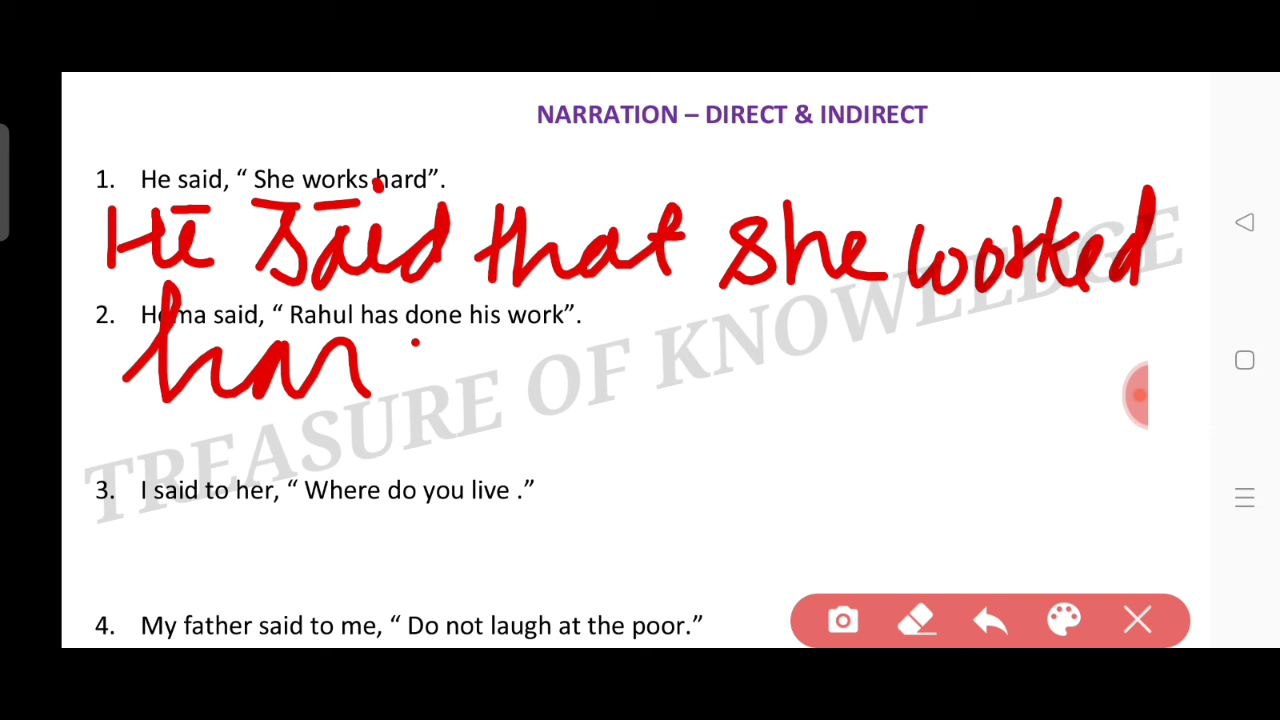 NARRATION – DIRECT & INDIRECT
1. He said, “ She works hard”.
He said that she worked
2. Hema said, “ Rahul has done his work”.
har
TREASURE OF KNOWLEDGE
3. I said to her, “ Where do you live .”
4. My father said to me, “ Do not laugh at the poor.”